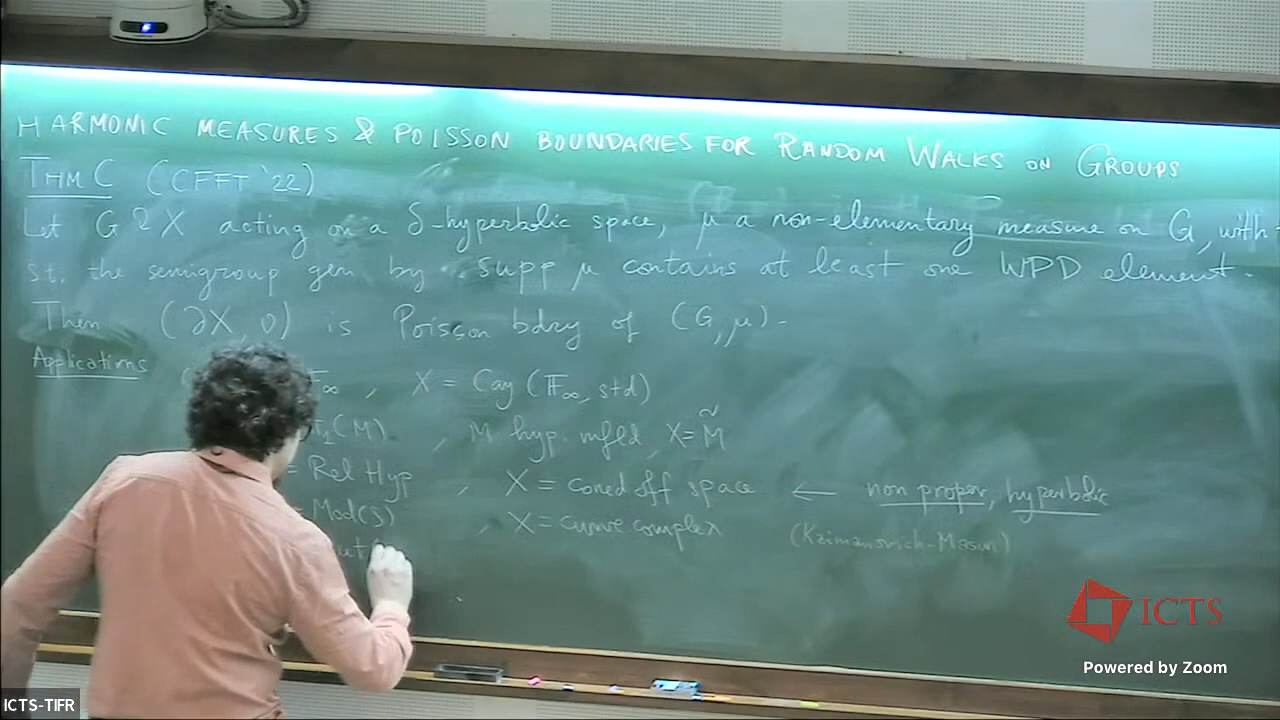 HARMONIC MEASURES & POISSON BOUNDARIES FOR RANDOM WALKS ON GROUPS
THM C (CFFT '22)
Let G ↷ X acting on a δ-hyperbolic space, μ a non-elementary measure on G, with
st. the semigroup gen by supp μ contains at least one WPD element.
Then (∂X, ν) is Poisson bdry of (G, μ).
Applications
F∞, X = Cay (F∞, std)
(M), M hyp. mfld, X = M̃
= Rel Hyp, X = coned off space ← non proper, hyperbolic
= Mod(S), X = curve complex (Kaimanovich-Masur)
ut(
ICTS
Powered by Zoom
ICTS-TIFR